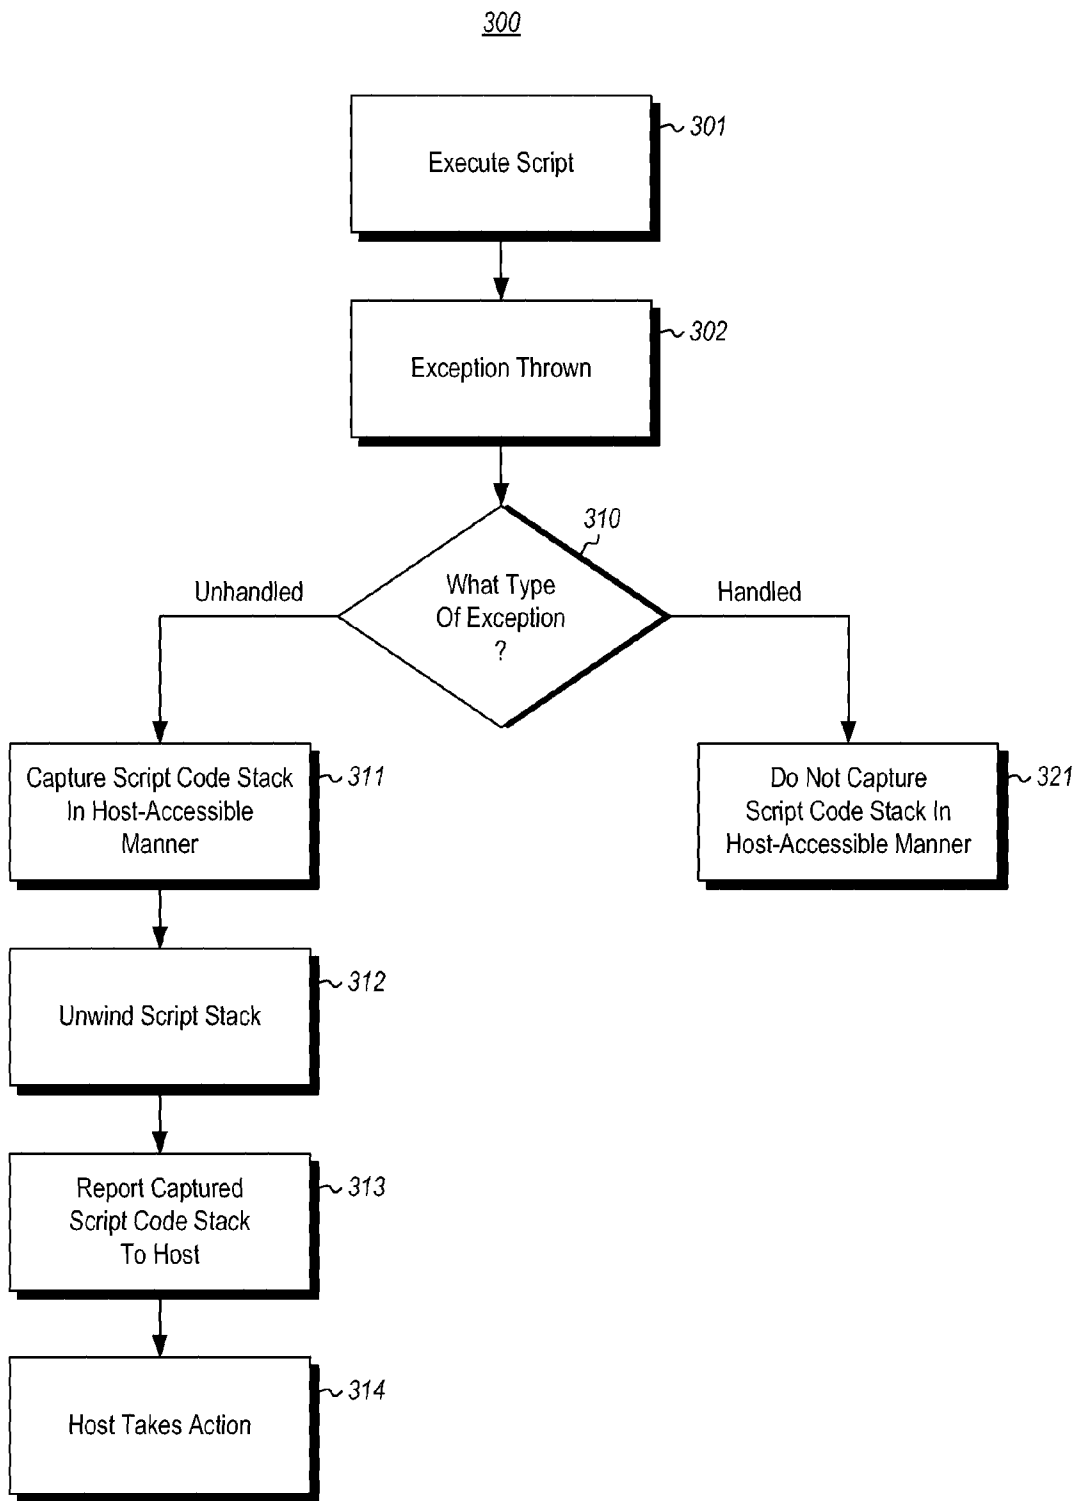 300
Execute Script
301
Exception Thrown
302
310
What Type
Of Exception
?
Unhandled
Handled
Capture Script Code Stack
In Host-Accessible
Manner
311
Do Not Capture
Script Code Stack In
Host-Accessible Manner
321
Unwind Script Stack
312
Report Captured
Script Code Stack
To Host
313
Host Takes Action
314